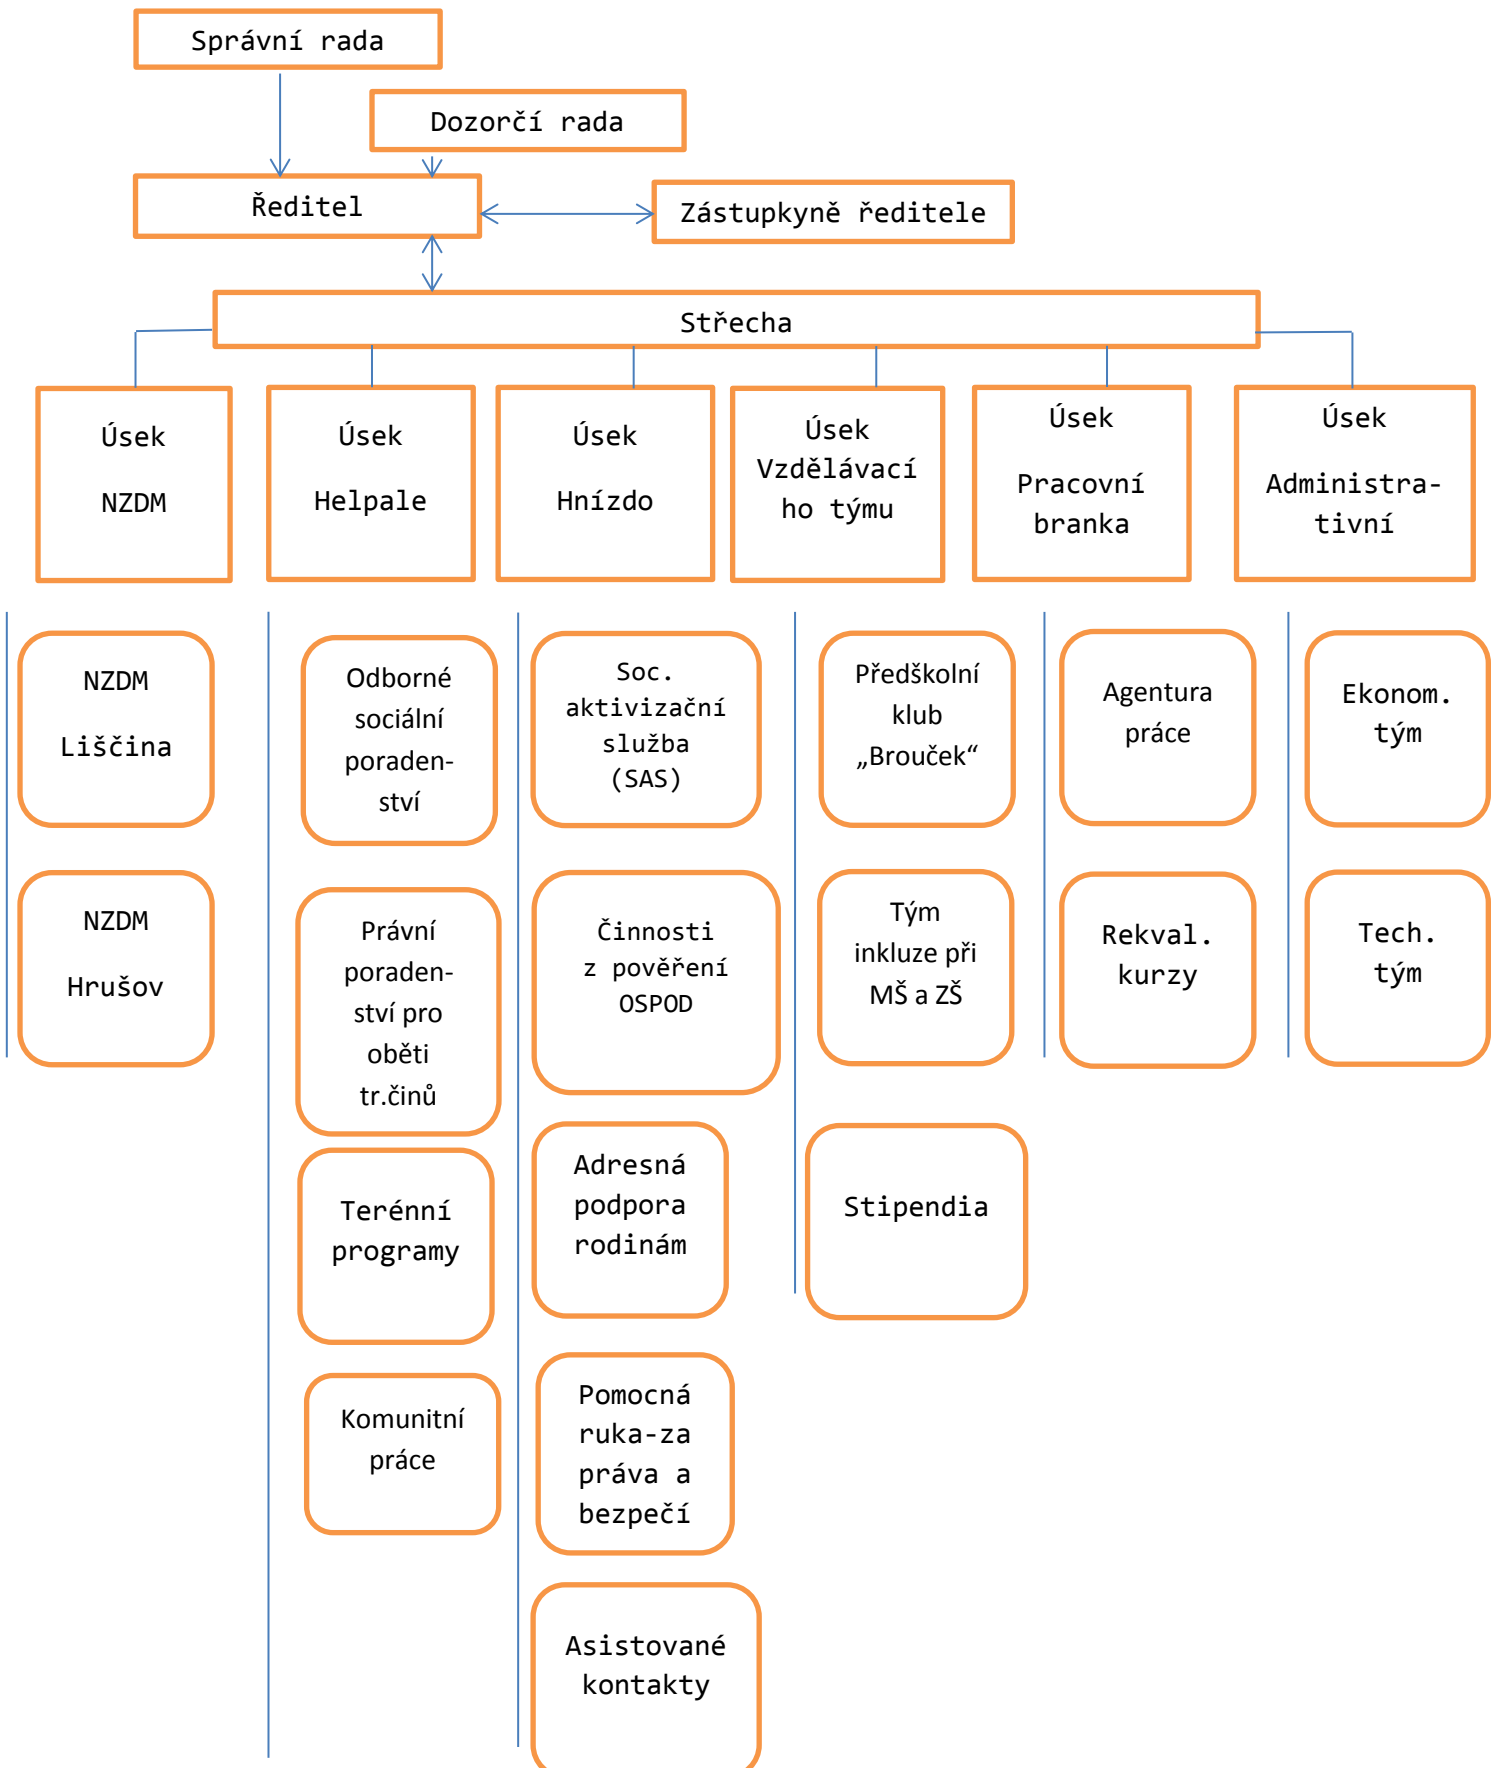 Správní rada
Dozorčí rada
Ředitel
Zástupkyně ředitele
Střecha
Úsek
NZDM
Úsek
Helpale
Úsek
Hnízdo
Úsek
Vzdělávací
ho týmu
Úsek
Pracovní
branka
Úsek
Administra-
tivní
NZDM
Liščina
NZDM
Hrušov
Odborné
sociální
poraden-
ství
Právní
poraden-
ství pro
oběti
tr.činů
Terénní
programy
Komunitní
práce
Soc.
aktivizační
služba
(SAS)
Činnosti
z pověření
OSPOD
Adresná
podpora
rodinám
Pomocná
ruka-za
práva a
bezpečí
Asistované
kontakty
Předškolní
klub
„Brouček“
Tým
inkluze při
MŠ a ZŠ
Stipendia
Agentura
práce
Rekval.
kurzy
Ekonom.
tým
Tech.
tým